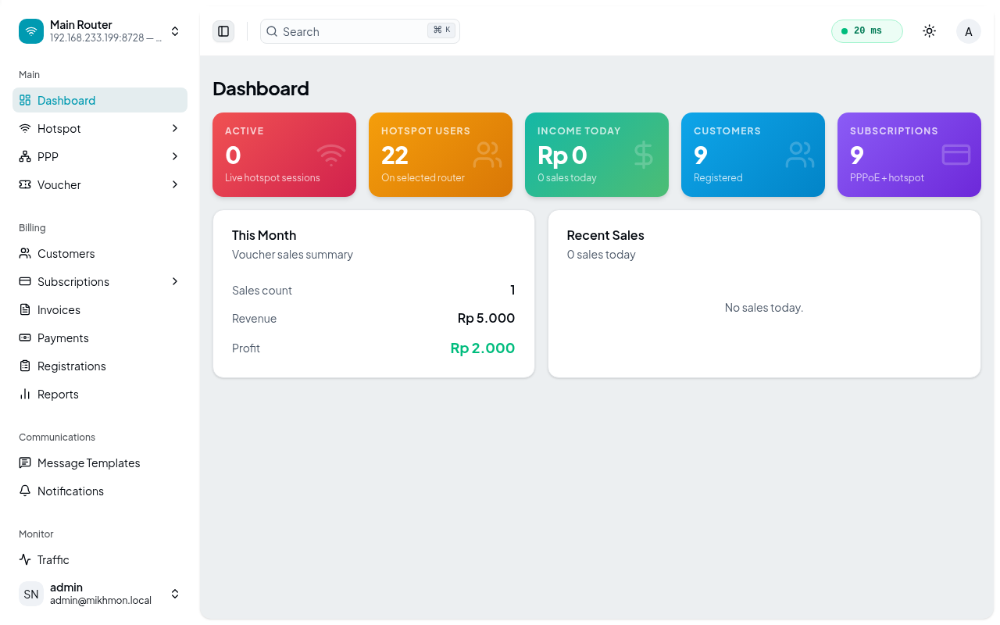 Main Router
192.168.233.199:8728 — ...
Main
Dashboard
Hotspot
PPP
Voucher
Billing
Customers
Subscriptions
Invoices
Payments
Registrations
Reports
Communications
Message Templates
Notifications
Monitor
Traffic
SN
admin
admin@mikhmon.local
Search
⌘ K
20 ms
A
Dashboard
ACTIVE
0
Live hotspot sessions
HOTSPOT USERS
22
On selected router
INCOME TODAY
Rp 0
0 sales today
CUSTOMERS
9
Registered
SUBSCRIPTIONS
9
PPPoE + hotspot
This Month
Voucher sales summary
Sales count 1
Revenue Rp 5.000
Profit Rp 2.000
Recent Sales
0 sales today
No sales today.